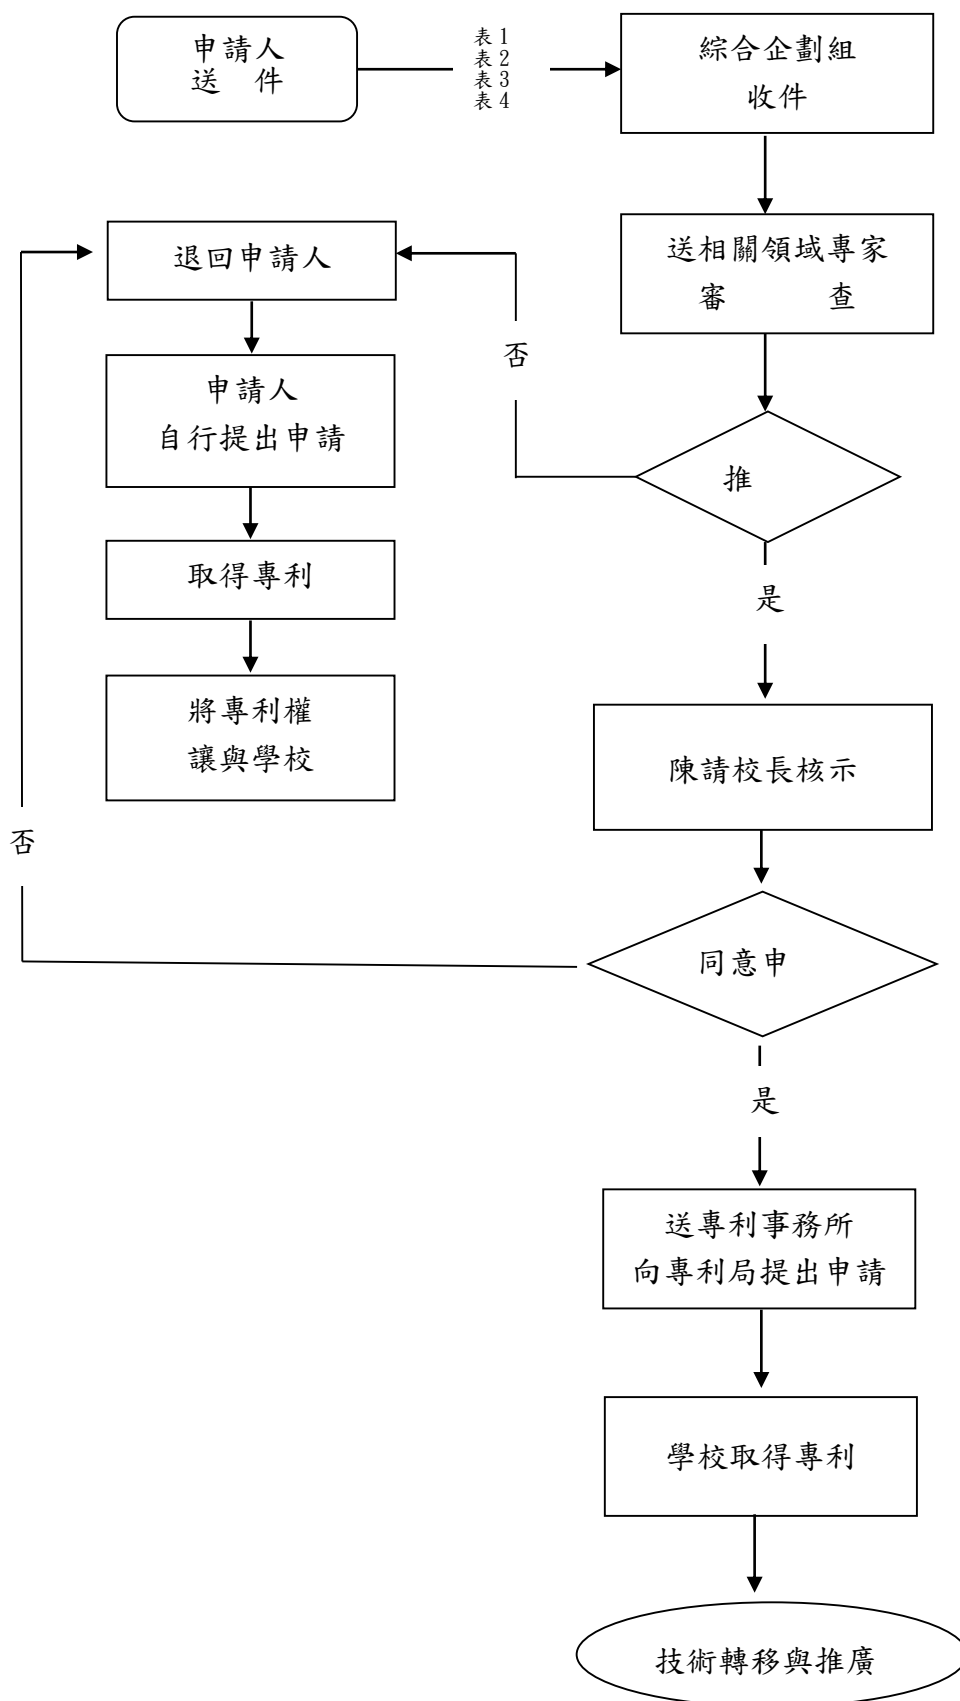 申請人
送 件
表1
表2
表3
表4
綜合企劃組
收件
送相關領域專家
審 查
推
否
是
退回申請人
申請人
自行提出申請
取得專利
將專利權
讓與學校
陳請校長核示
同意申
否
是
送專利事務所
向專利局提出申請
學校取得專利
技術轉移與推廣